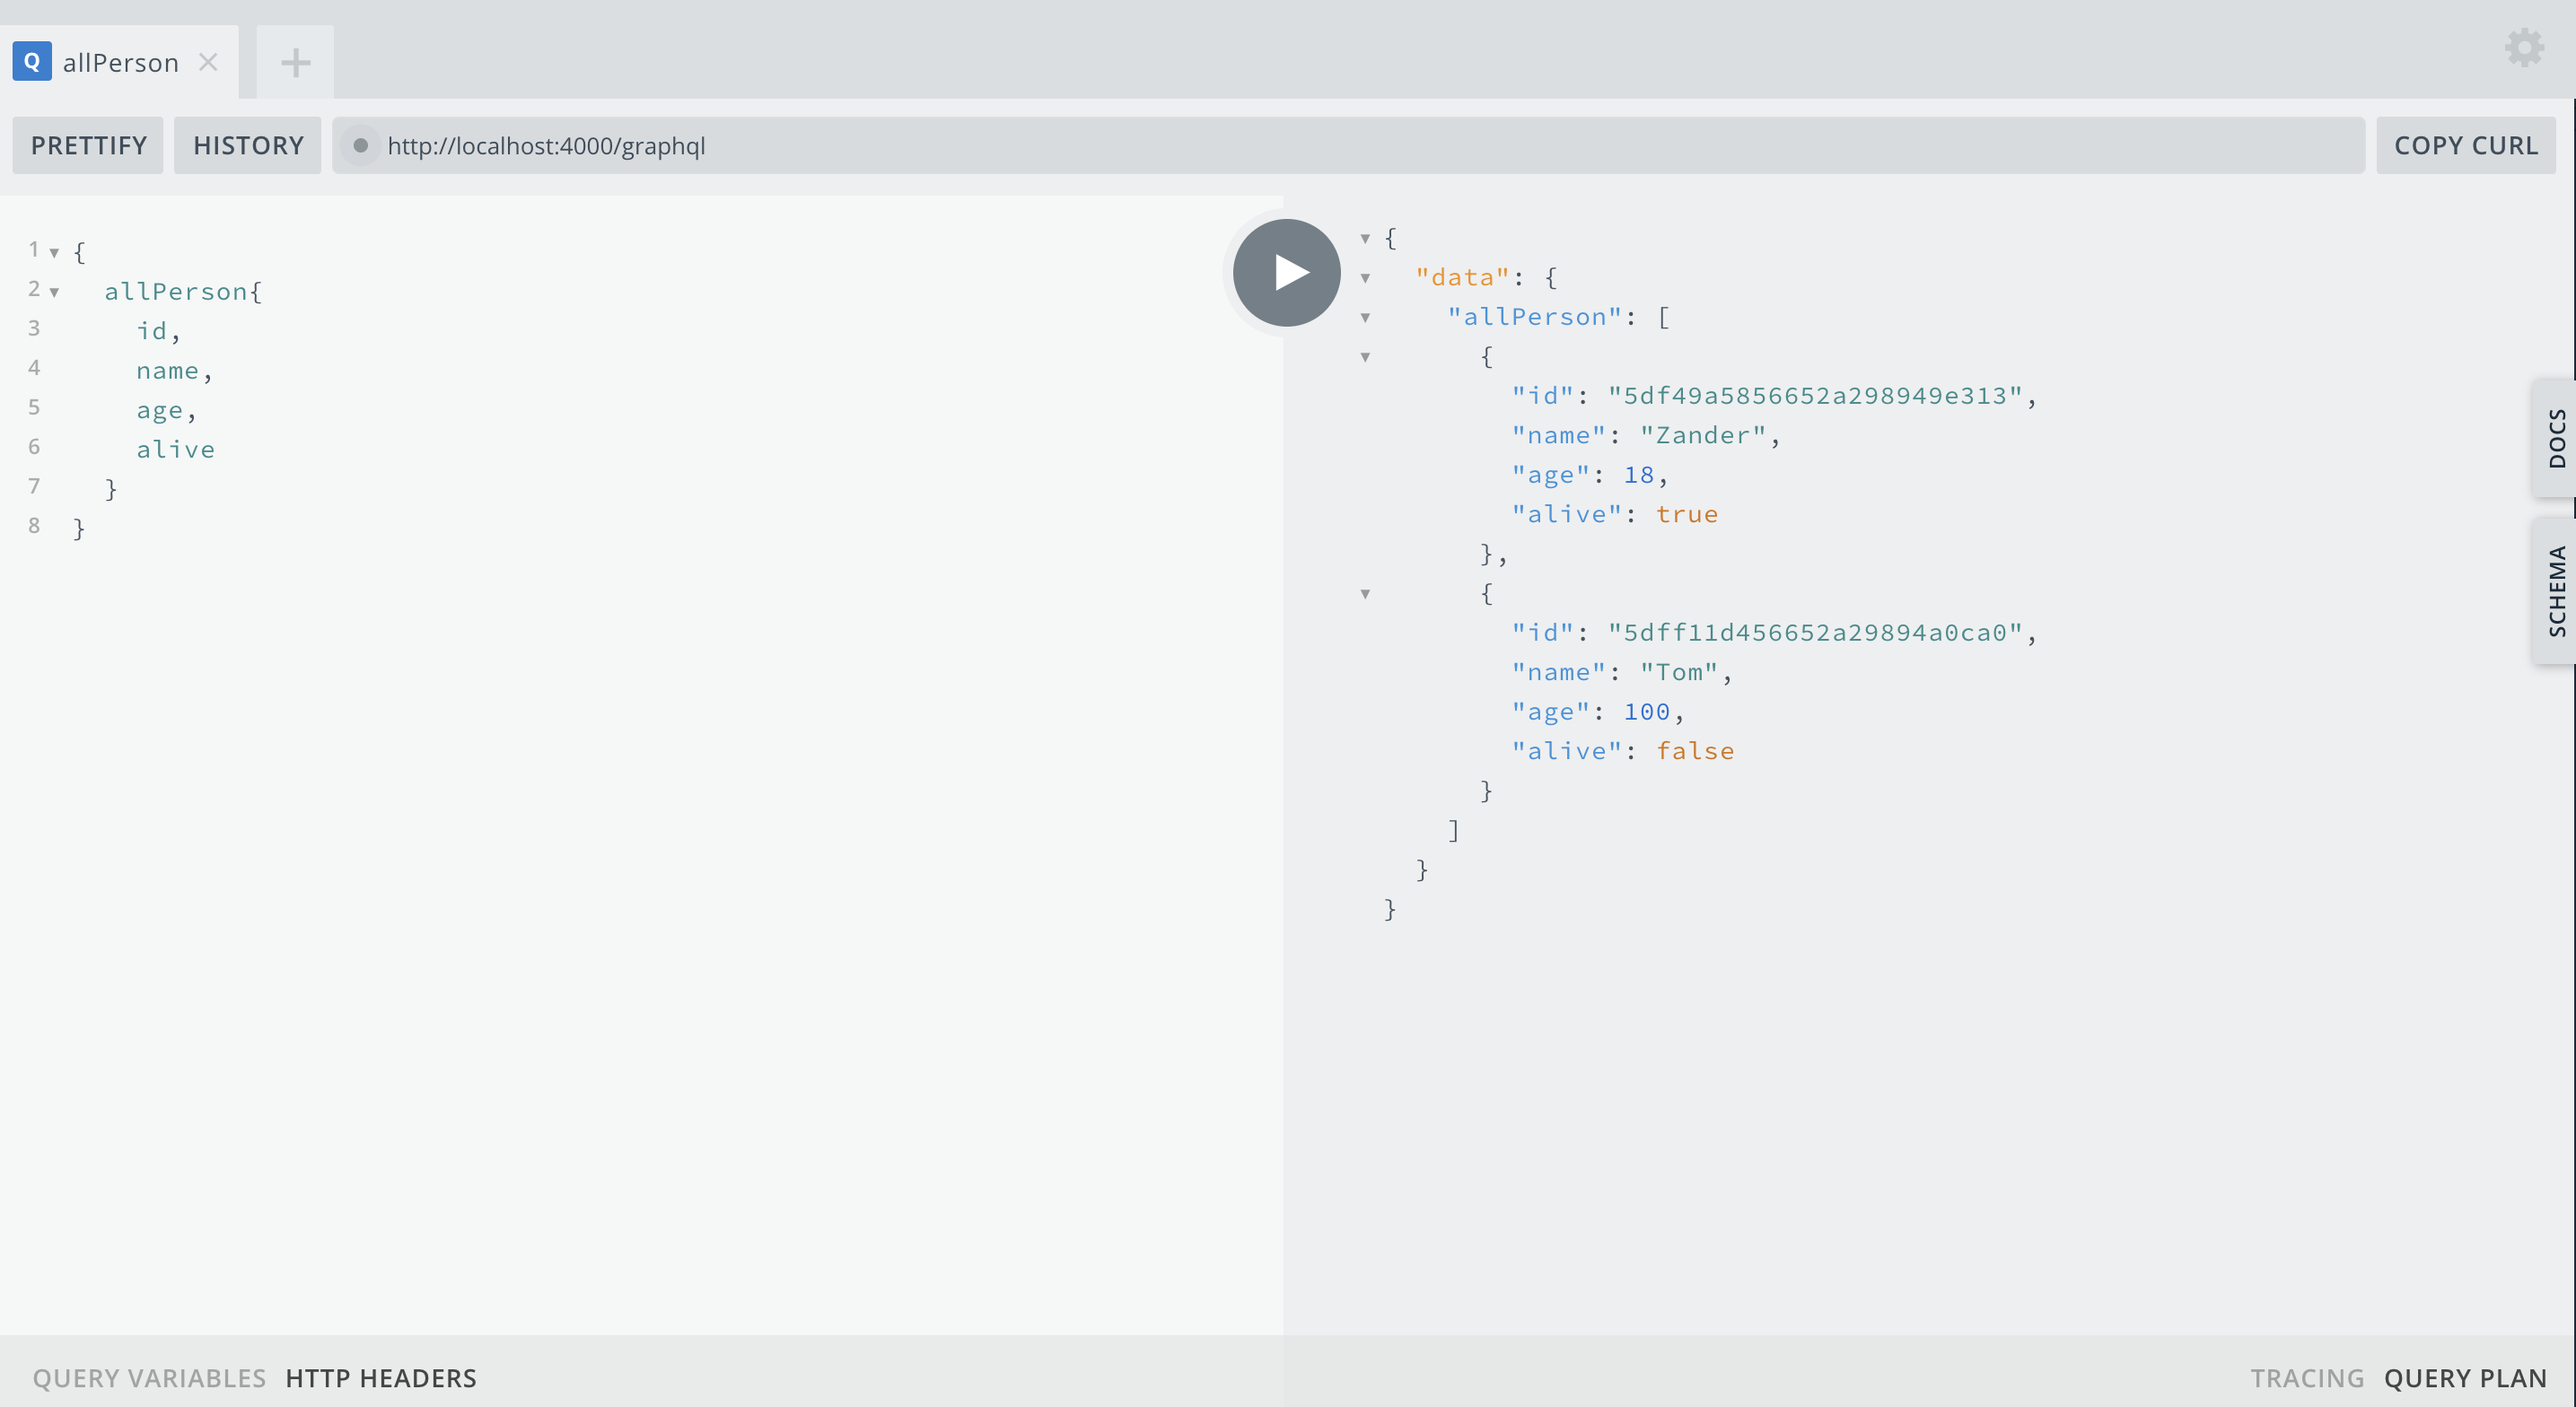 Q allPerson
PRETTIFY HISTORY http://localhost:4000/graphql COPY CURL
1 {
2 allPerson{
3 id,
4 name,
5 age,
6 alive
7 }
8 }
{
"data": {
"allPerson": [
{
"id": "5df49a5856652a298949e313",
"name": "Zander",
"age": 18,
"alive": true
},
{
"id": "5dff11d456652a29894a0ca0",
"name": "Tom",
"age": 100,
"alive": false
}
]
}
}
DOCS
SCHEMA
QUERY VARIABLES HTTP HEADERS
TRACING QUERY PLAN